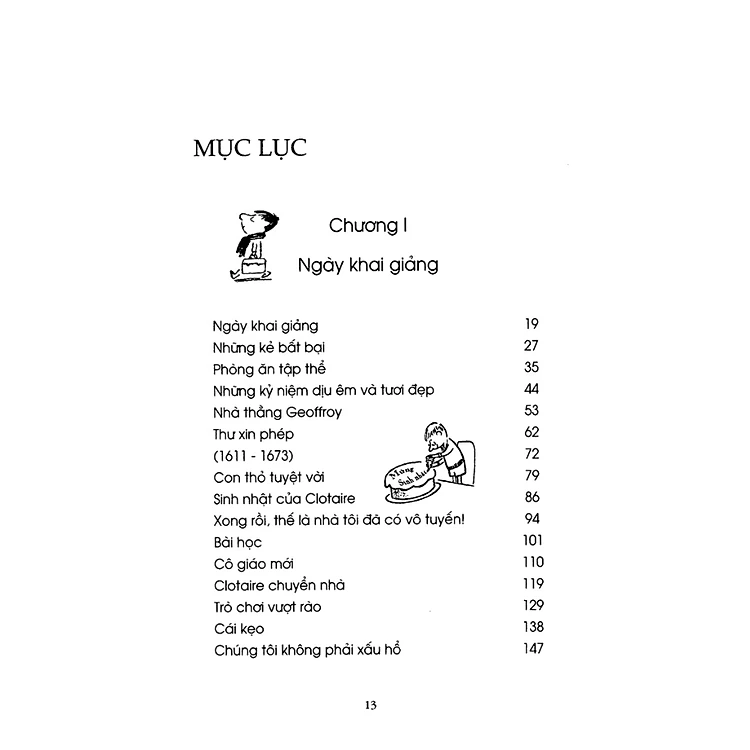 MỤC LỤC
Chương I
Ngày khai giảng
Ngày khai giảng 19
Những kẻ bất bại 27
Phòng ăn tập thể 35
Những kỷ niệm dịu êm và tươi đẹp 44
Nhà thằng Geoffroy 53
Thư xin phép 62
(1611 - 1673) 72
Con thỏ tuyệt vời 79
Mừng
Sinh nhật
Sinh nhật của Clotaire 86
Xong rồi, thế là nhà tôi đã có vô tuyến! 94
Bài học 101
Cô giáo mới 110
Clotaire chuyển nhà 119
Trò chơi vượt rào 129
Cái kẹo 138
Chúng tôi không phải xấu hổ 147
13